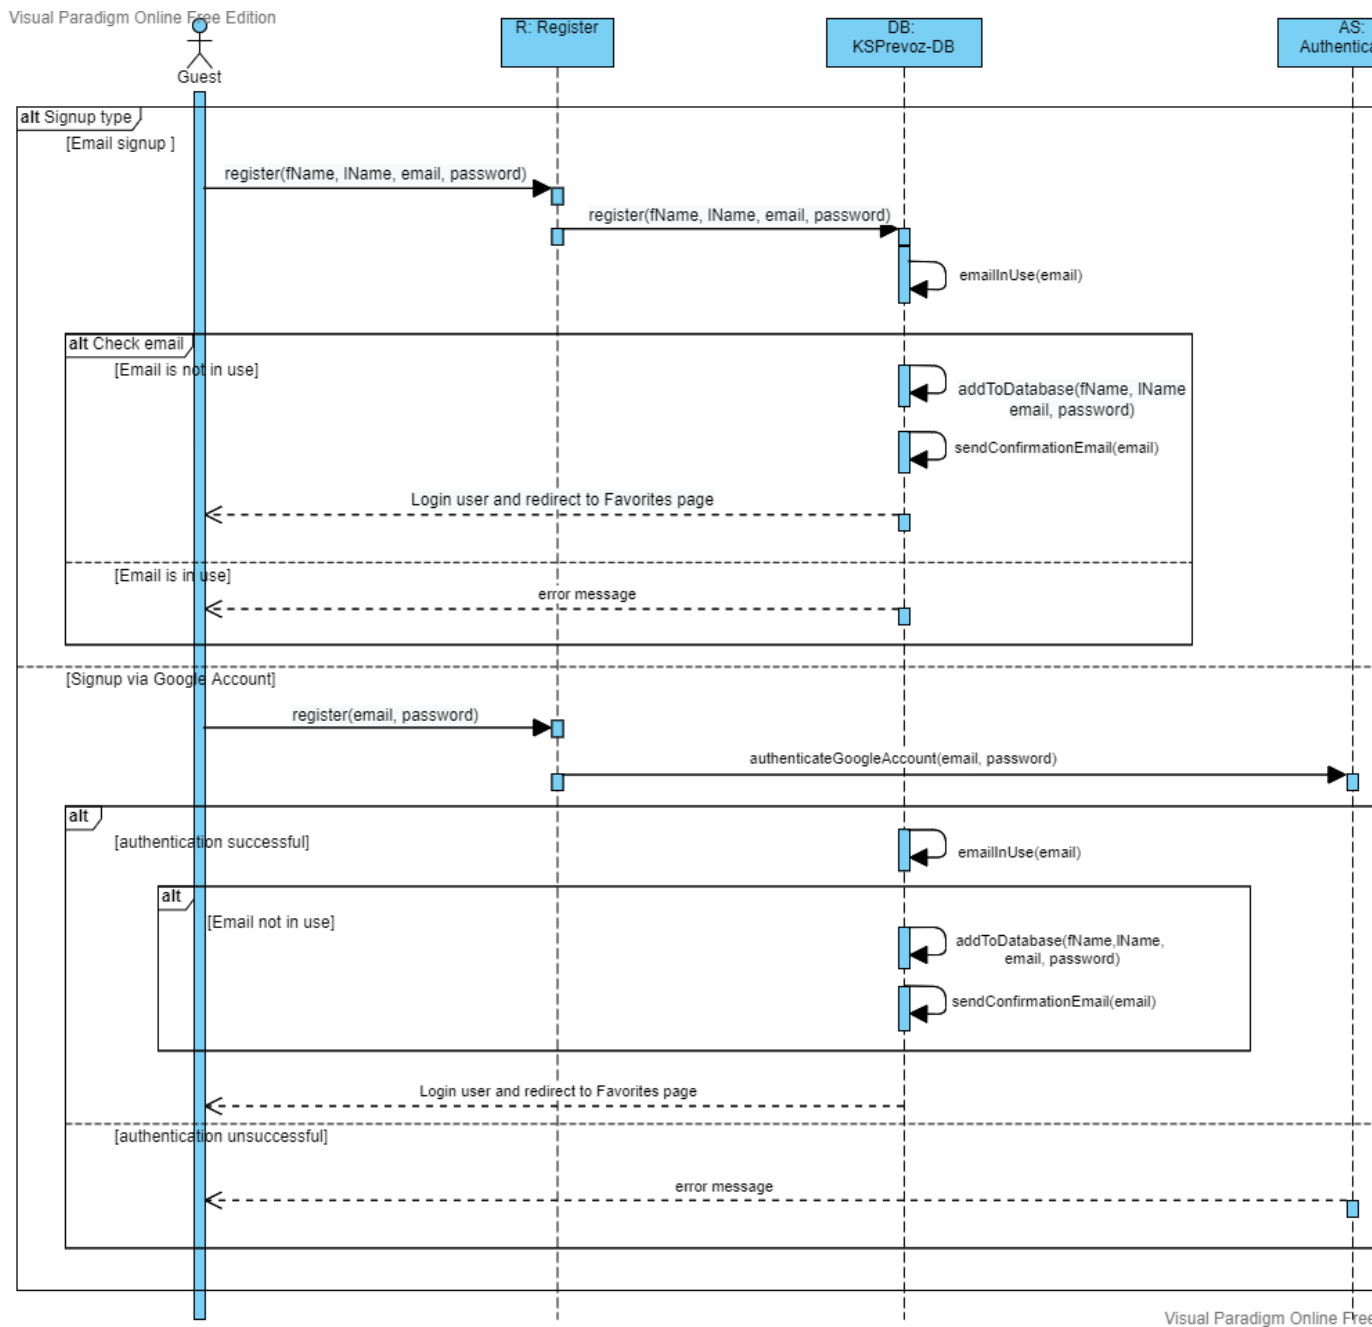 Visual Paradigm Online Free Edition
Guest
R: Register
DB:
KSPrevoz-DB
AS:
alt Signup type
[Email signup ]
register(fName, lName, email, password)
register(fName, lName, email, password)
emailInUse(email)
alt Check email
[Email is not in use]
addToDatabase(fName, lName
email, password)
sendConfirmationEmail(email)
Login user and redirect to Favorites page
[Email is in use]
error message
[Signup via Google Account]
register(email, password)
authenticateGoogleAccount(email, password)
alt
[authentication successful]
emailInUse(email)
alt
[Email not in use]
addToDatabase(fName,lName,
email, password)
sendConfirmationEmail(email)
Login user and redirect to Favorites page
[authentication unsuccessful]
error message
Visual Paradigm Online Free